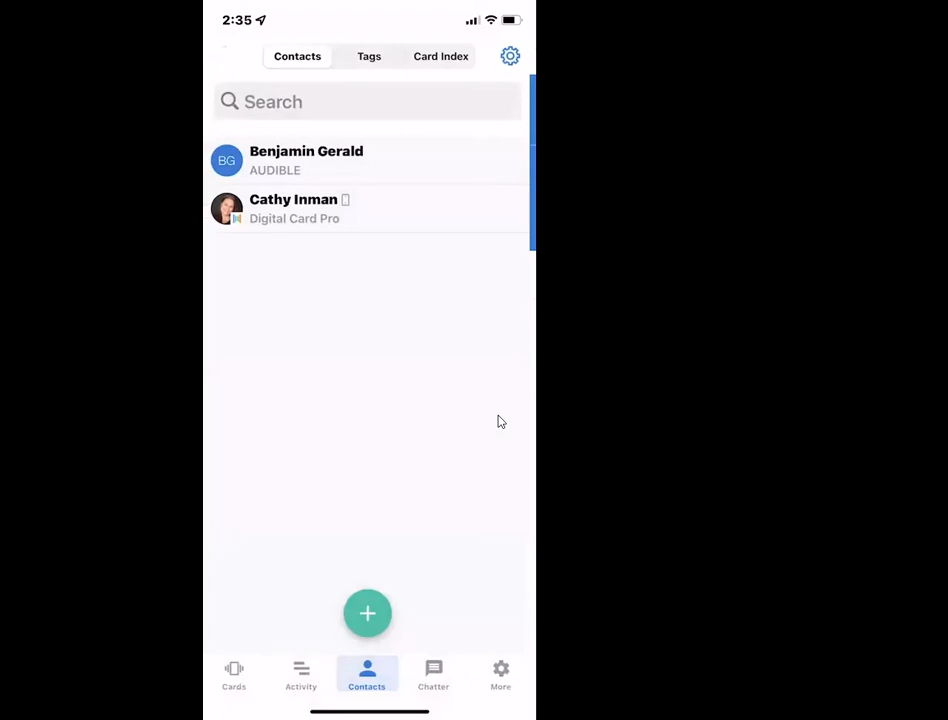 2:35
Contacts Tags Card Index
Search
BG
Benjamin Gerald
AUDIBLE
Cathy Inman
Digital Card Pro
Cards Activity Contacts Chatter More